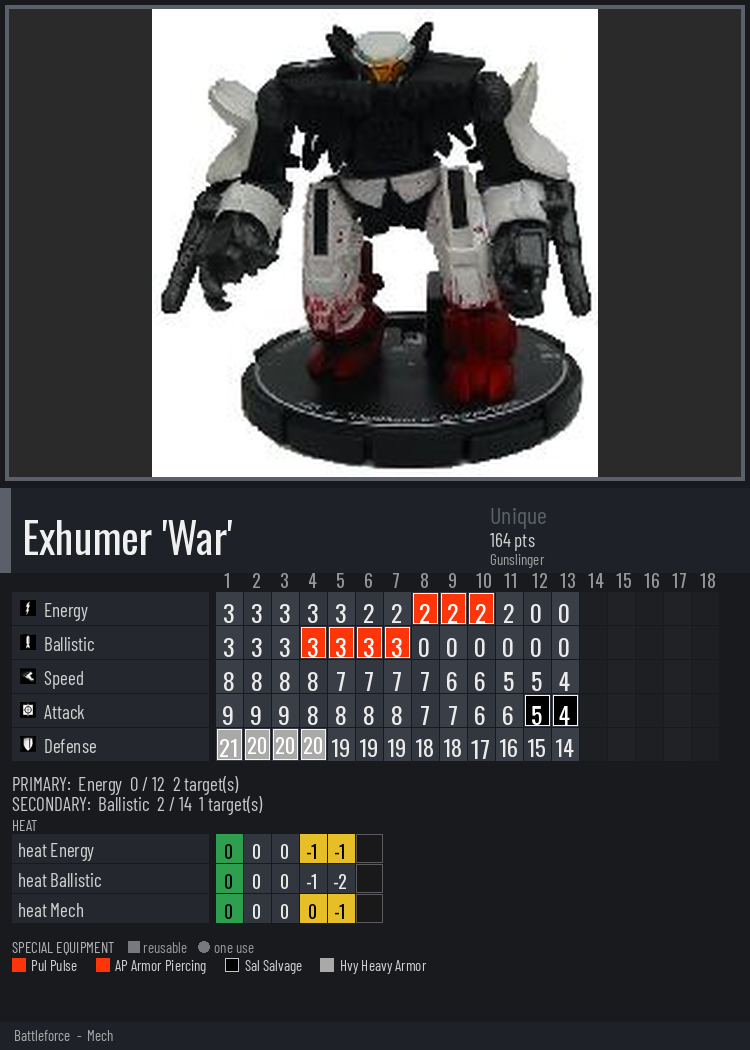 Exhumer 'War'
Unique
164 pts
Gunslinger
1 2 3 4 5 6 7 8 9 10 11 12 13 14 15 16 17 18
Energy 3 3 3 3 3 2 2 2 2 2 2 0 0
Ballistic 3 3 3 3 3 3 3 0 0 0 0 0 0
Speed 8 8 8 8 7 7 7 7 6 6 5 5 4
Attack 9 9 9 8 8 8 8 7 7 6 6 5 4
Defense 21 20 20 20 19 19 19 18 18 17 16 15 14
PRIMARY: Energy 0 / 12 2 target(s)
SECONDARY: Ballistic 2 / 14 1 target(s)
HEAT
heat Energy 0 0 0 -1 -1
heat Ballistic 0 0 0 -1 -2
heat Mech 0 0 0 0 -1
SPECIAL EQUIPMENT reusable one use
Pul Pulse AP Armor Piercing Sal Salvage Hvy Heavy Armor
Battleforce - Mech